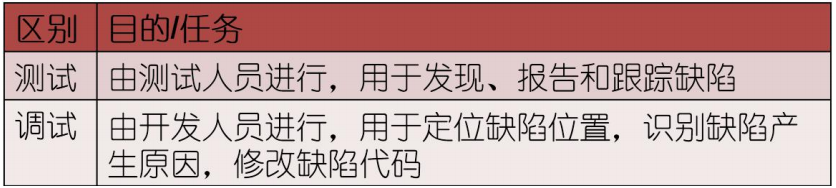 区别 目的/任务
测试 由测试人员进行，用于发现、报告和跟踪缺陷
调试 由开发人员进行，用于定位缺陷位置，识别缺陷产
生原因，修改缺陷代码